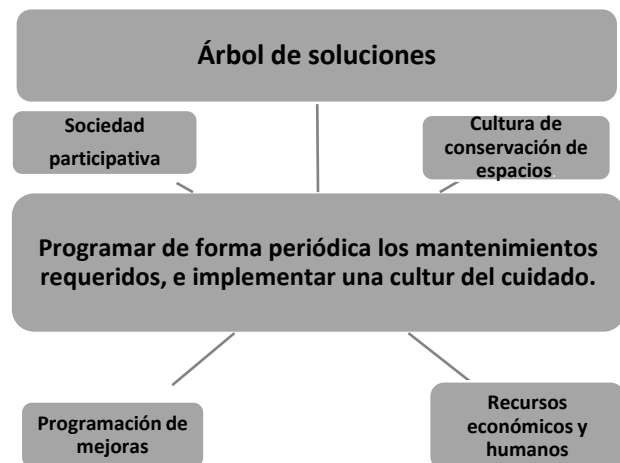 Árbol de soluciones
Sociedad
participativa
Cultura de
conservación de
espacios.
Programar de forma periódica los mantenimientos
requeridos, e implementar una cultur del cuidado.
Programación de
mejoras
Recursos
económicos y
humanos